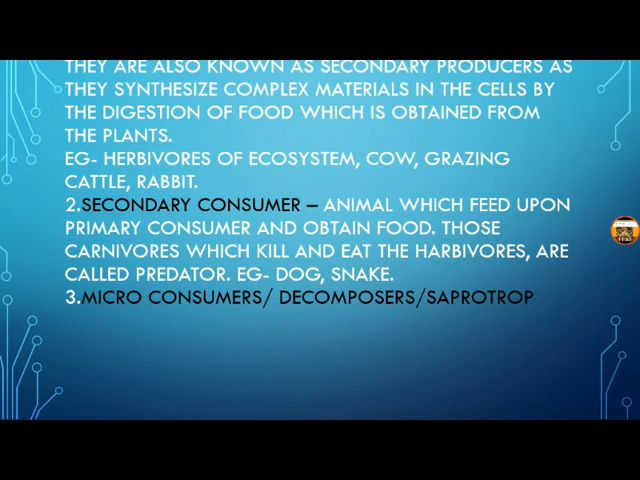 THEY ARE ALSO KNOWN AS SECONDARY PRODUCERS AS
THEY SYNTHESIZE COMPLEX MATERIALS IN THE CELLS BY
THE DIGESTION OF FOOD WHICH IS OBTAINED FROM
THE PLANTS.
EG- HERBIVORES OF ECOSYSTEM, COW, GRAZING
CATTLE, RABBIT.
2.SECONDARY CONSUMER – ANIMAL WHICH FEED UPON
PRIMARY CONSUMER AND OBTAIN FOOD. THOSE
CARNIVORES WHICH KILL AND EAT THE HARBIVORES, ARE
CALLED PREDATOR. EG- DOG, SNAKE.
3.MICRO CONSUMERS/ DECOMPOSERS/SAPROTROP